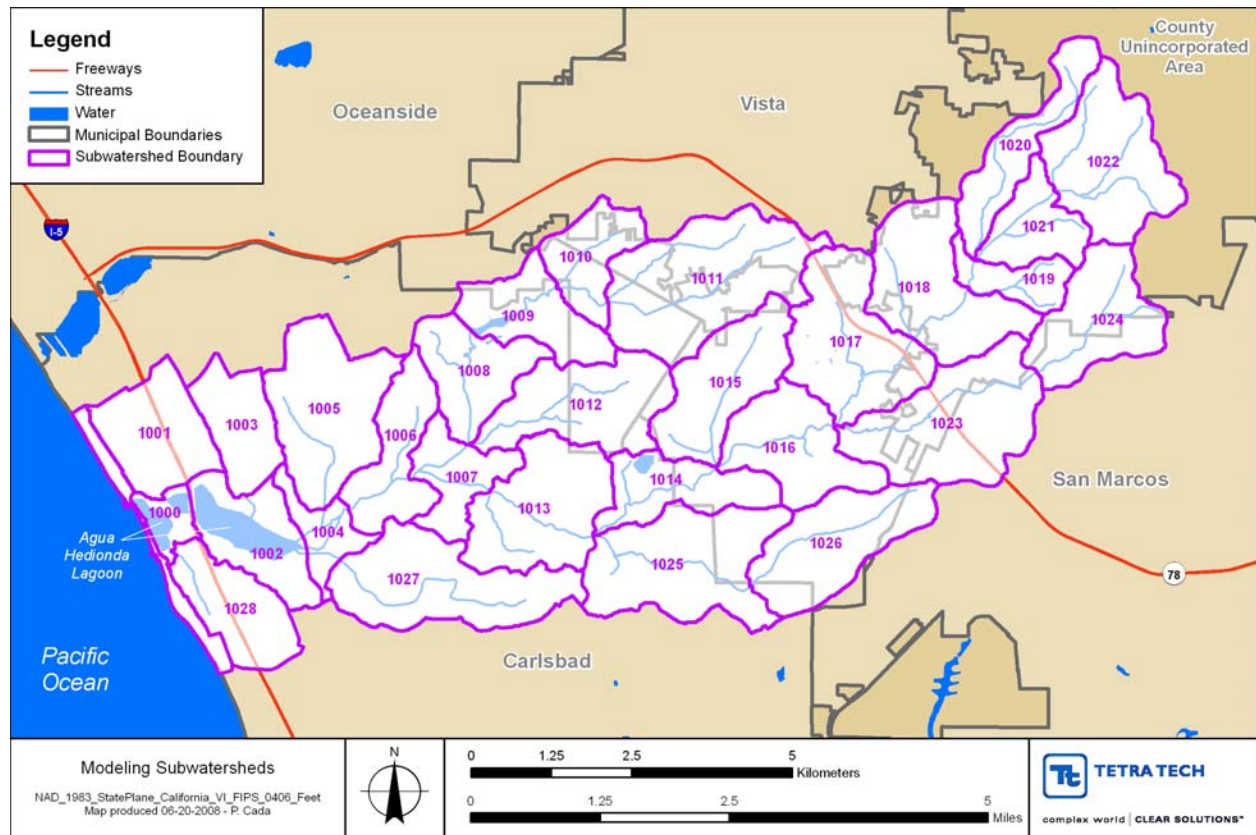 Legend
Freeways
Streams
Water
Municipal Boundaries
Subwatershed Boundary
County
Unincorporated
Area
Oceanside
Vista
I-5
1020
1022
1021
1010
1011
1019
1018
1024
1009
1017
1008
1015
1012
1005
1003
1001
1006
1023
1016
1007
1014
1013
San Marcos
1000
1004
Agua
Hedionda
Lagoon
1002
1026
1025
1027
78
1028
Pacific
Ocean
Carlsbad
Modeling Subwatersheds
NAD_1983_StatePlane_California_VI_FIPS_0406_Feet
Map produced 06-20-2008 - P. Cada
N
0 1.25 2.5 5
Kilometers
0 1.25 2.5 5
Miles
Tt TETRA TECH
complex world | CLEAR SOLUTIONS™